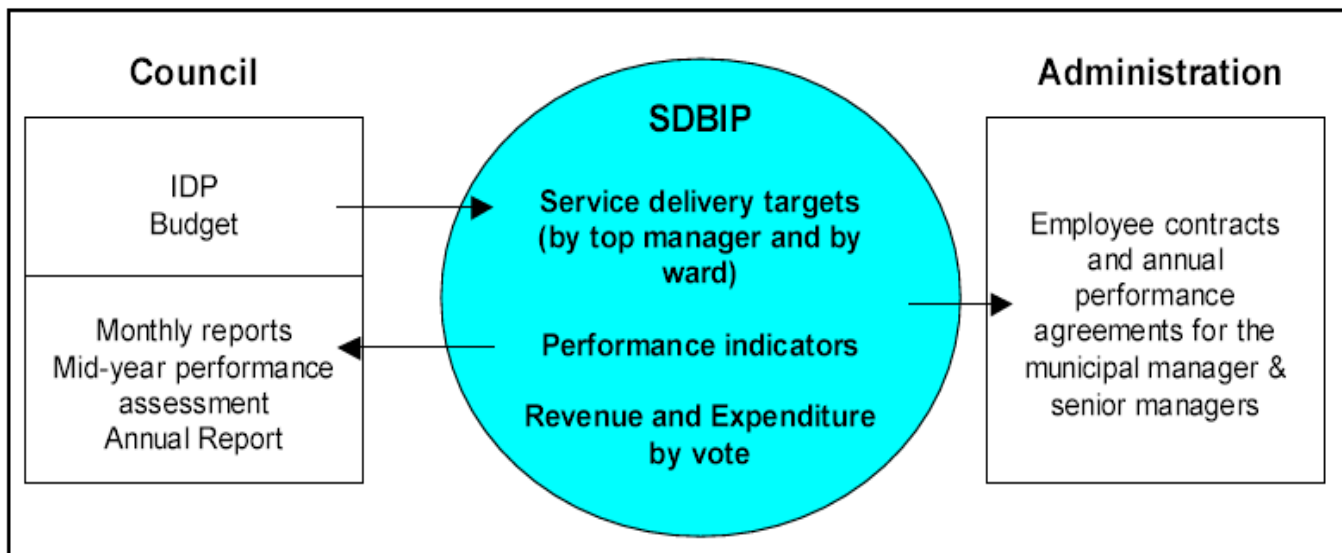 Council
IDP
Budget
Monthly reports
Mid-year performance
assessment
Annual Report
SDBIP
Service delivery targets
(by top manager and by
ward)
Performance indicators
Revenue and Expenditure
by vote
Administration
Employee contracts
and annual
performance
agreements for the
municipal manager &
senior managers